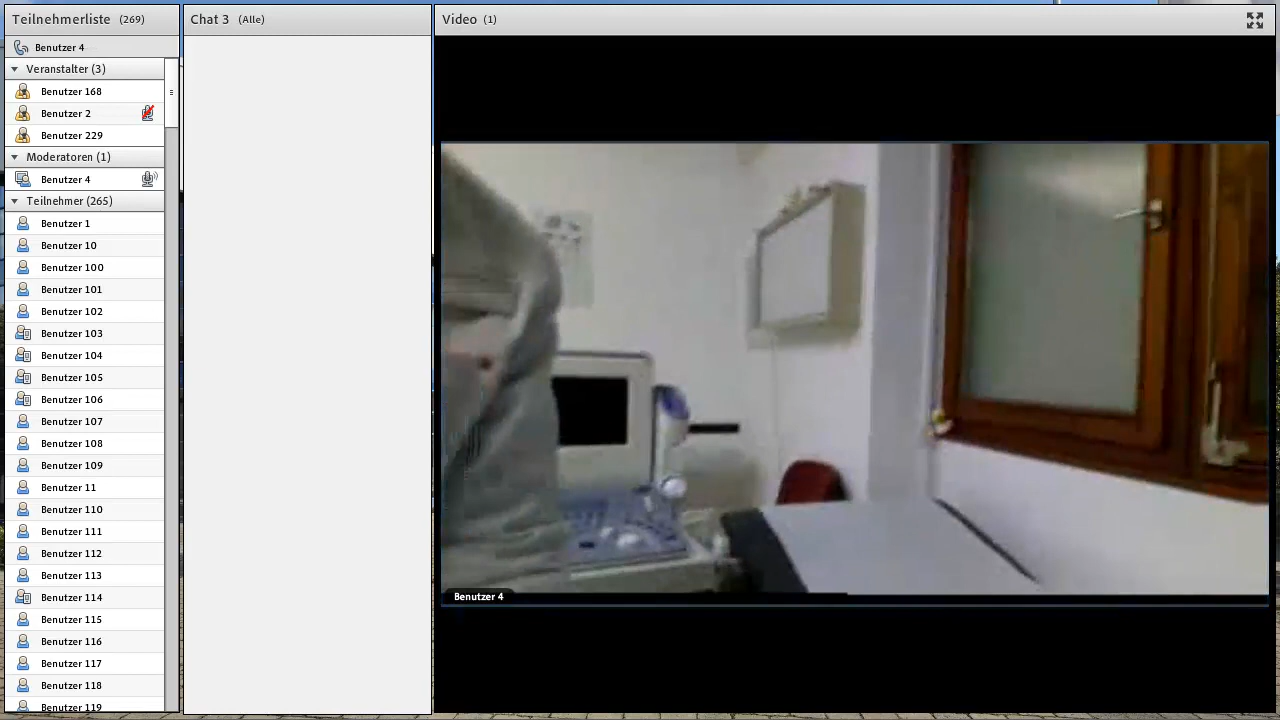 Teilnehmerliste (269)
Benutzer 4
Veranstalter (3)
Benutzer 168
Benutzer 2
Benutzer 229
Moderatoren (1)
Benutzer 4
Teilnehmer (265)
Benutzer 1
Benutzer 10
Benutzer 100
Benutzer 101
Benutzer 102
Benutzer 103
Benutzer 104
Benutzer 105
Benutzer 106
Benutzer 107
Benutzer 108
Benutzer 109
Benutzer 11
Benutzer 110
Benutzer 111
Benutzer 112
Benutzer 113
Benutzer 114
Benutzer 115
Benutzer 116
Benutzer 117
Benutzer 118
Benutzer 119
Chat 3 (Alle)
Video (1)
Benutzer 4